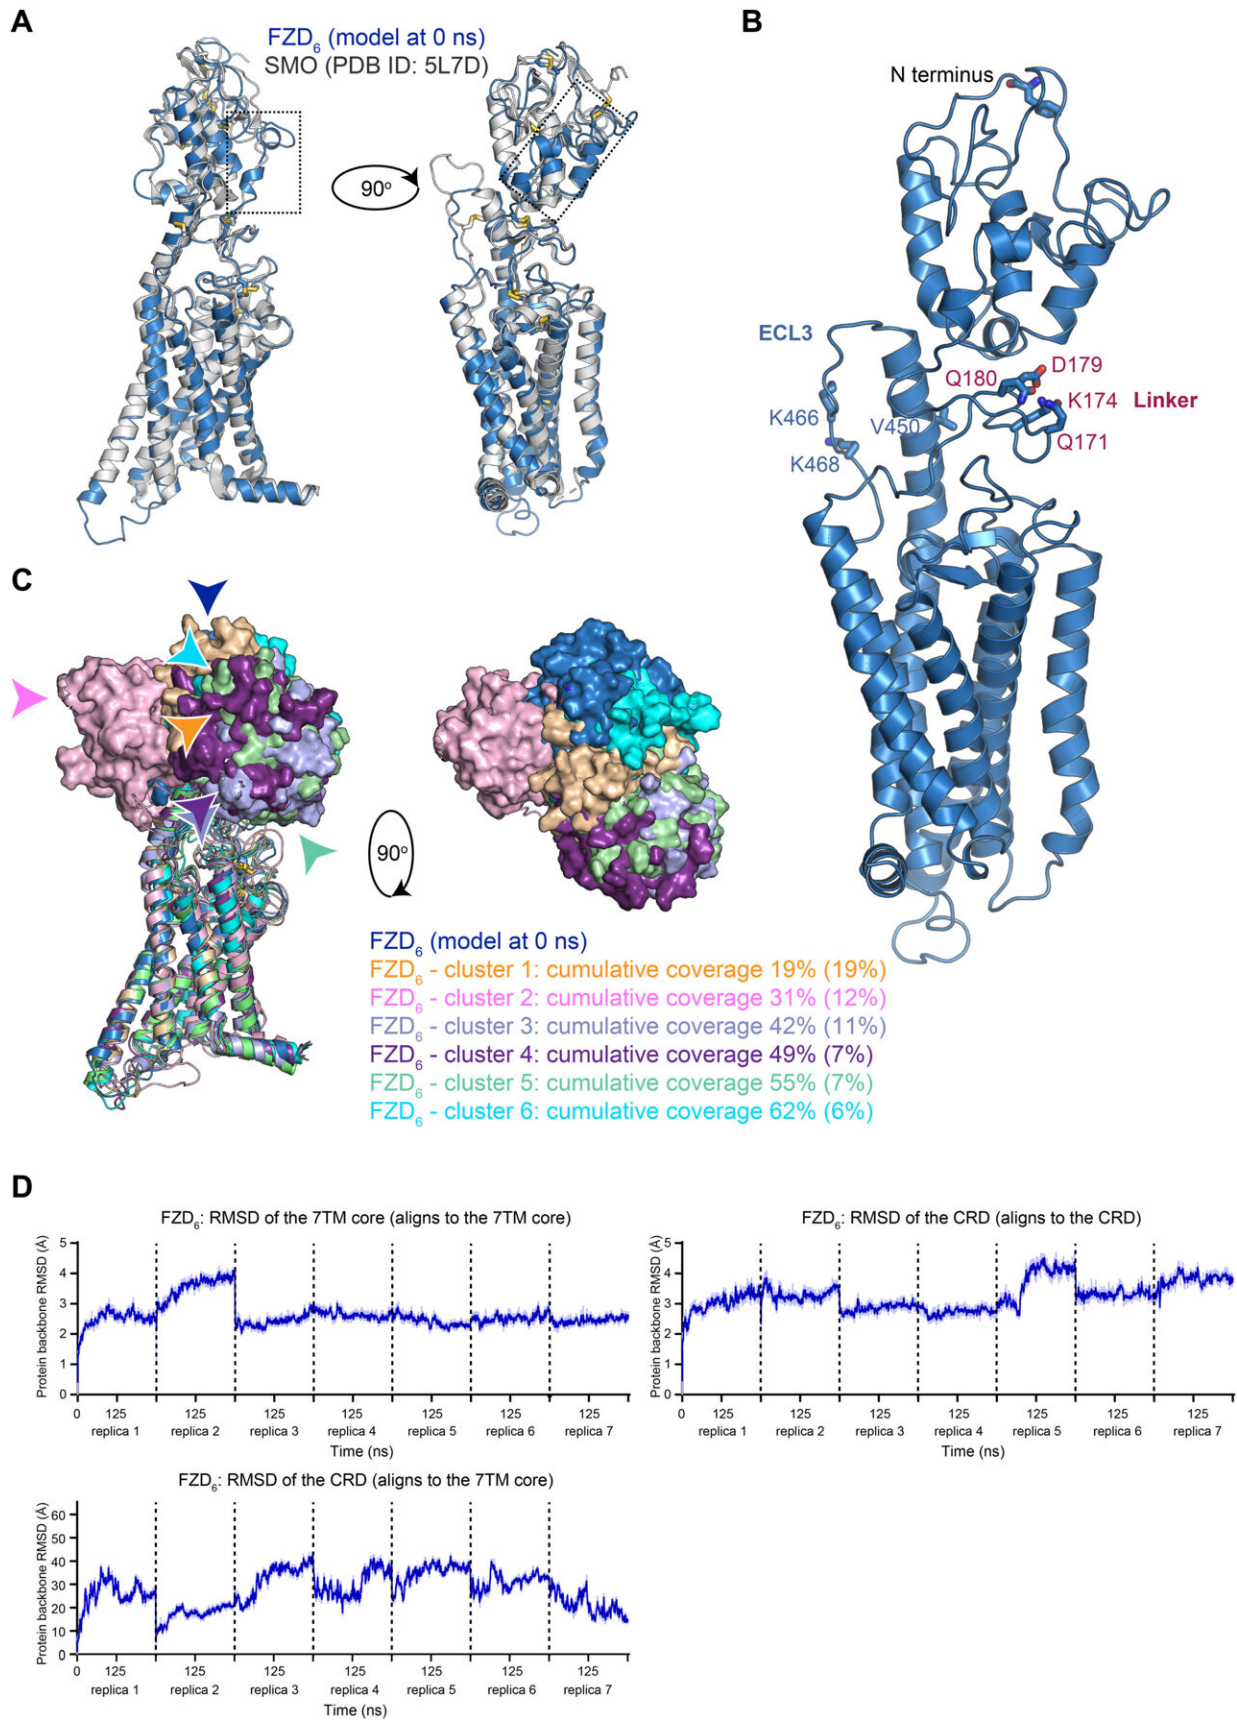 A
FZD6 (model at 0 ns)
SMO (PDB ID: 5L7D)
90°
B
N terminus
ECL3
D179
Q180
K174 Linker
K466
V450
Q171
K468
C
90°
FZD6 (model at 0 ns)
FZD6 - cluster 1: cumulative coverage 19% (19%)
FZD6 - cluster 2: cumulative coverage 31% (12%)
FZD6 - cluster 3: cumulative coverage 42% (11%)
FZD6 - cluster 4: cumulative coverage 49% (7%)
FZD6 - cluster 5: cumulative coverage 55% (7%)
FZD6 - cluster 6: cumulative coverage 62% (6%)
D
FZD6: RMSD of the 7TM core (aligns to the 7TM core)
Protein backbone RMSD (Å)
5
4
3
2
1
0
0 125 125 125 125 125 125 125
replica 1 replica 2 replica 3 replica 4 replica 5 replica 6 replica 7
Time (ns)
FZD6: RMSD of the CRD (aligns to the CRD)
Protein backbone RMSD (Å)
5
4
3
2
1
0
0 125 125 125 125 125 125 125
replica 1 replica 2 replica 3 replica 4 replica 5 replica 6 replica 7
Time (ns)
FZD6: RMSD of the CRD (aligns to the 7TM core)
Protein backbone RMSD (Å)
60
50
40
30
20
10
0
0 125 125 125 125 125 125 125
replica 1 replica 2 replica 3 replica 4 replica 5 replica 6 replica 7
Time (ns)